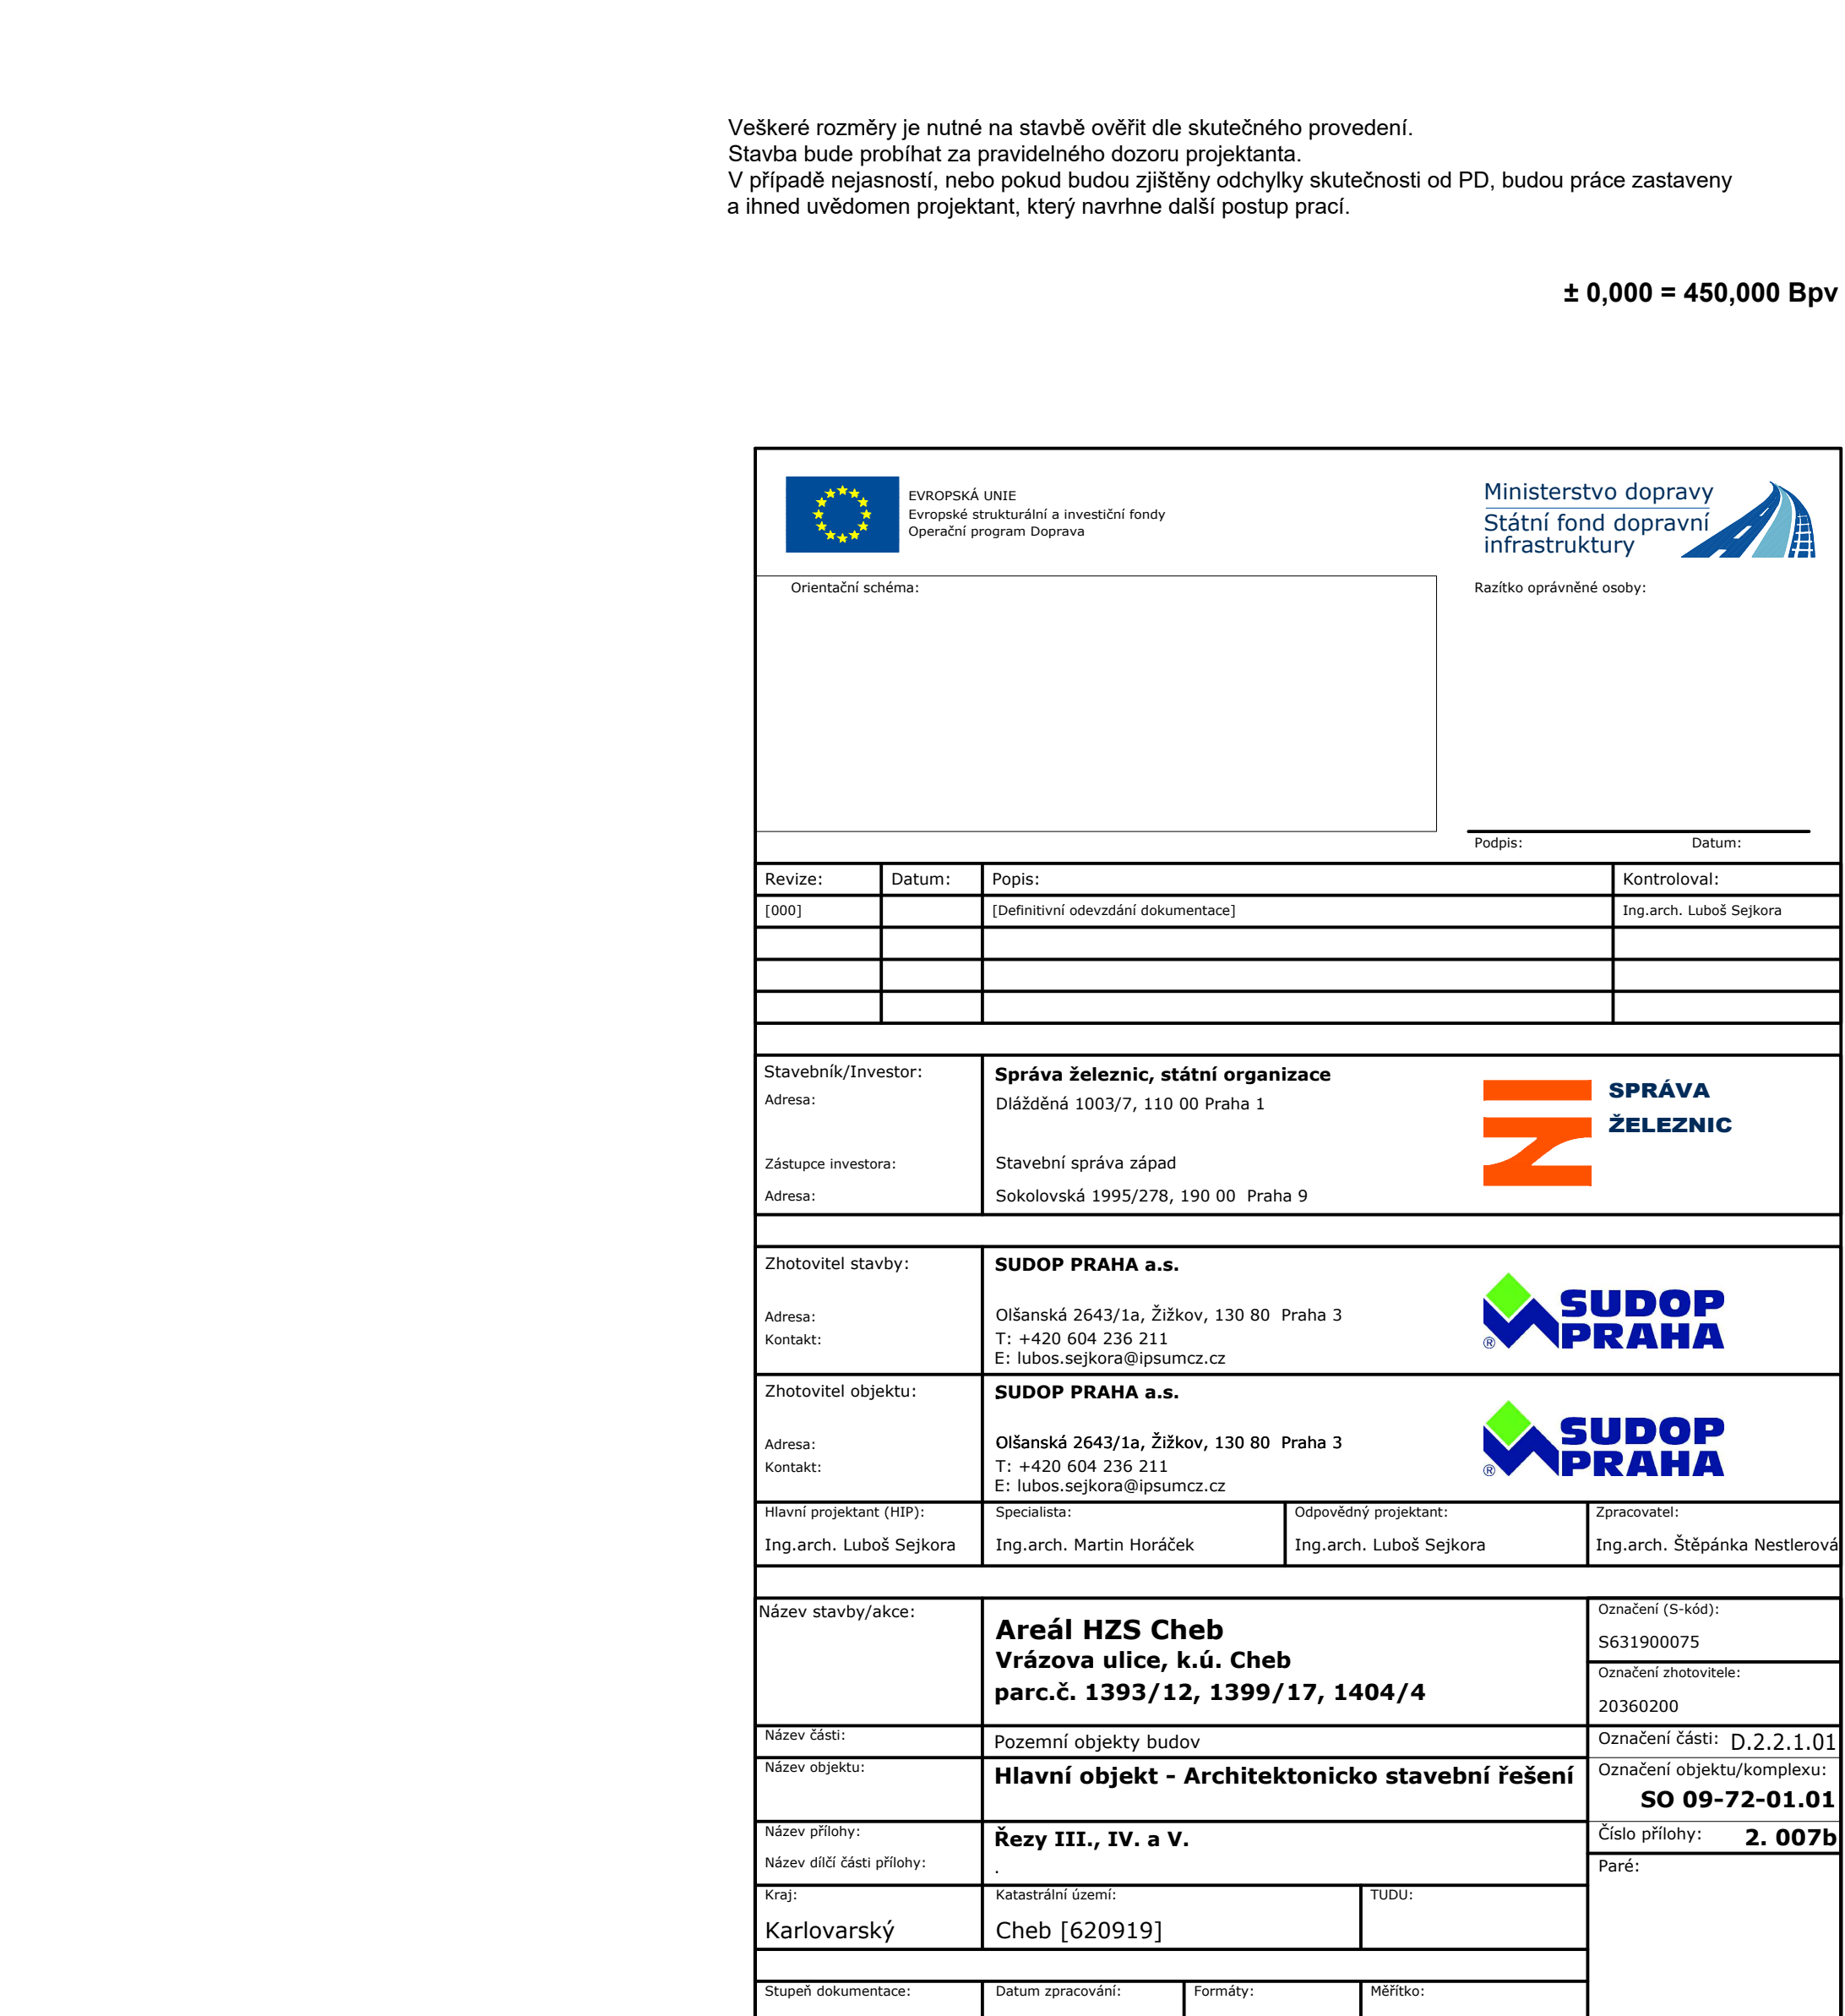 Veškeré rozměry je nutné na stavbě ověřit dle skutečného provedení.
Stavba bude probíhat za pravidelného dozoru projektanta.
V případě nejasností, nebo pokud budou zjištěny odchylky skutečnosti od PD, budou práce zastaveny
a ihned uvědomen projektant, který navrhne další postup prací.
± 0,000 = 450,000 Bpv
EVROPSKÁ UNIE
Evropské strukturální a investiční fondy
Operační program Doprava
Ministerstvo dopravy
Státní fond dopravní
infrastruktury
Orientační schéma:
Razítko oprávněné osoby:
Podpis: Datum:
Revize: Datum: Popis: Kontroloval:
[000] [Definitivní odevzdání dokumentace] Ing.arch. Luboš Sejkora
Stavebník/Investor: Správa železnic, státní organizace
Adresa: Dlážděná 1003/7, 110 00 Praha 1
SPRÁVA
ŽELEZNIC
Zástupce investora: Stavební správa západ
Adresa: Sokolovská 1995/278, 190 00 Praha 9
Zhotovitel stavby: SUDOP PRAHA a.s.
Adresa: Olšanská 2643/1a, Žižkov, 130 80 Praha 3
Kontakt: T: +420 604 236 211
E: lubos.sejkora@ipsumcz.cz
SUDOP
® PRAHA
Zhotovitel objektu: SUDOP PRAHA a.s.
Adresa: Olšanská 2643/1a, Žižkov, 130 80 Praha 3
Kontakt: T: +420 604 236 211
E: lubos.sejkora@ipsumcz.cz
SUDOP
® PRAHA
Hlavní projektant (HIP): Specialista: Odpovědný projektant: Zpracovatel:
Ing.arch. Luboš Sejkora Ing.arch. Martin Horáček Ing.arch. Luboš Sejkora Ing.arch. Štěpánka Nestlerová
Název stavby/akce: Areál HZS Cheb
Vrázova ulice, k.ú. Cheb
parc.č. 1393/12, 1399/17, 1404/4
Označení (S-kód):
S631900075
Označení zhotovitele:
20360200
Název části: Pozemní objekty budov Označení části: D.2.2.1.01
Název objektu: Hlavní objekt - Architektonicko stavební řešení Označení objektu/komplexu:
SO 09-72-01.01
Název přílohy: Řezy III., IV. a V. Číslo přílohy: 2. 007b
Název dílčí části přílohy: . Paré:
Kraj: Katastrální území: TUDU:
Karlovarský Cheb [620919]
Stupeň dokumentace: Datum zpracování: Formáty: Měřítko: